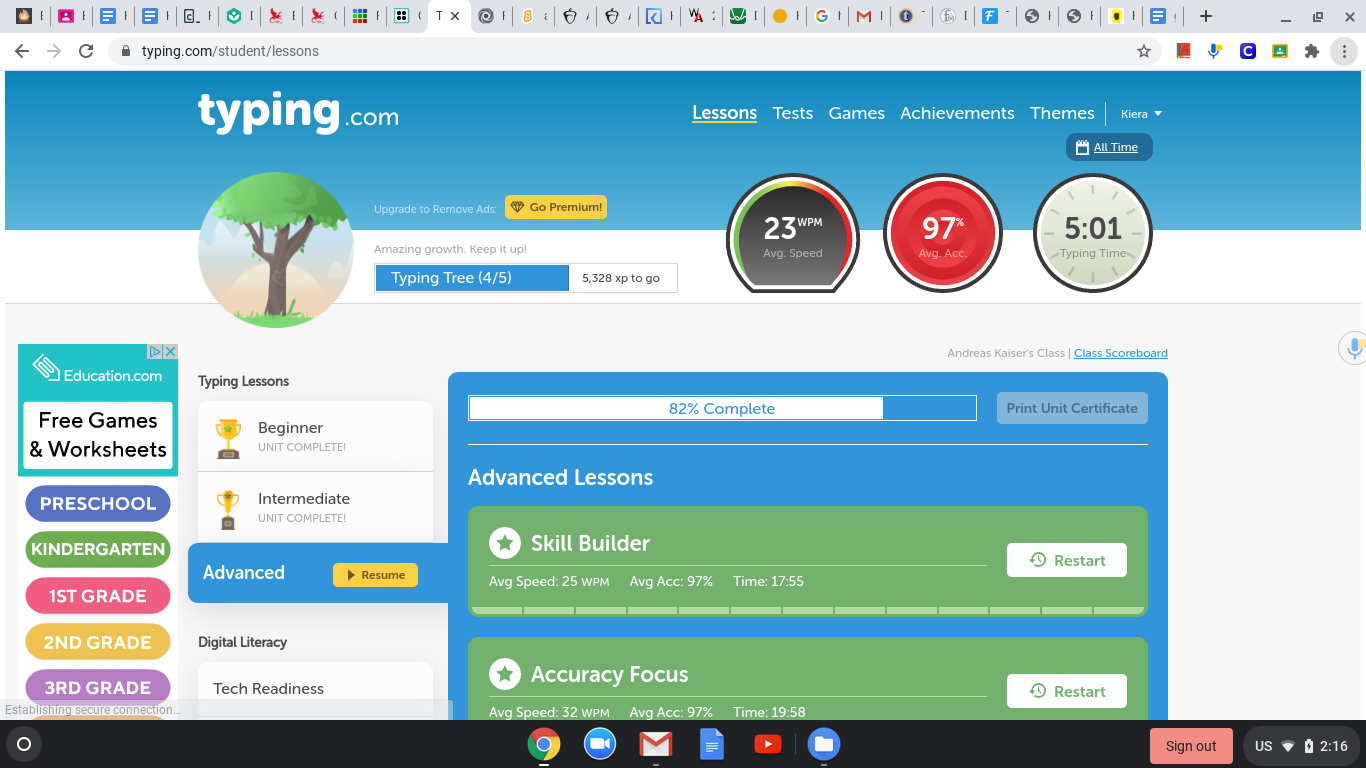 typing.com/student/lessons
typing.com
Lessons Tests Games Achievements Themes Kiera
All Time
Upgrade to Remove Ads: Go Premium!
Amazing growth. Keep it up!
Typing Tree (4/5) 5,328 xp to go
23 WPM
Avg. Speed
97%
Avg. Acc.
5:01
Typing Time
Andreas Kaiser's Class | Class Scoreboard
Education.com
Free Games
& Worksheets
PRESCHOOL
KINDERGARTEN
1ST GRADE
2ND GRADE
3RD GRADE
Typing Lessons
Beginner
UNIT COMPLETE!
Intermediate
UNIT COMPLETE!
Advanced Resume
Digital Literacy
Tech Readiness
82% Complete Print Unit Certificate
Advanced Lessons
Skill Builder
Restart
Avg Speed: 25 WPM Avg Acc: 97% Time: 17:55
Accuracy Focus
Restart
Avg Speed: 32 WPM Avg Acc: 97% Time: 19:58
Establishing secure connection...
Sign out US 2:16